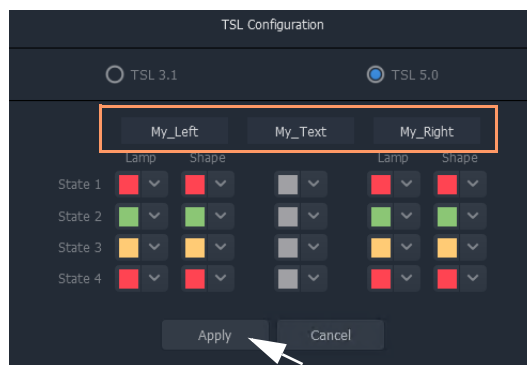 TSL Configuration
TSL 3.1 TSL 5.0
My_Left My_Text My_Right
Lamp Shape Lamp Shape
State 1
State 2
State 3
State 4
Apply Cancel